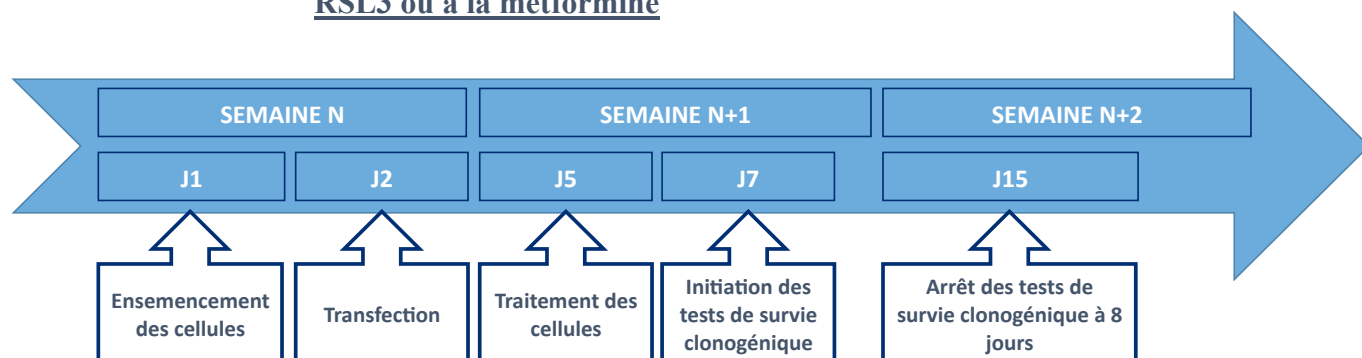 RSL3 ou à la metformine
SEMAINE N
SEMAINE N+1
SEMAINE N+2
J1
J2
J5
J7
J15
Ensemencement
des cellules
Transfection
Traitement des
cellules
Initiation des
tests de survie
clonogénique
Arrêt des tests de
survie clonogénique à 8
jours